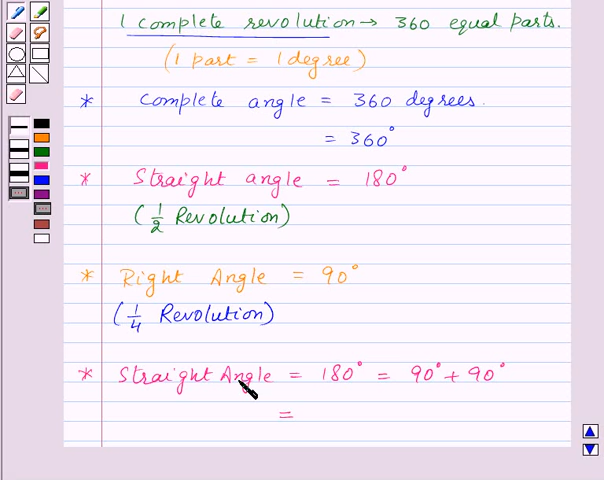 1 complete revolution → 360 equal parts.
(1 part = 1 degree)
* Complete angle = 360 degrees.
= 360°
* Straight angle = 180°
(1/2 Revolution)
* Right Angle = 90°
(1/4 Revolution)
* Straight Angle = 180° = 90° + 90°
=